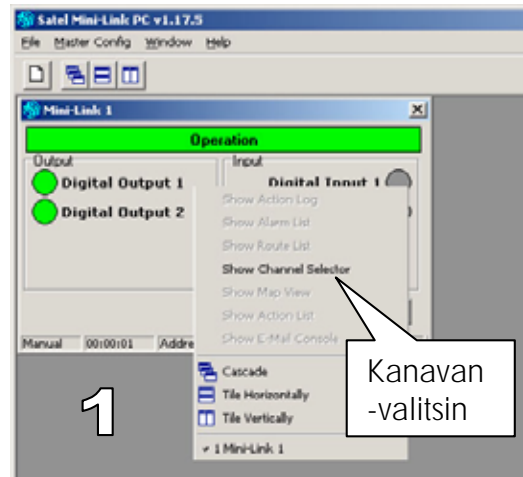 Satel Mini-Link PC v1.17.5
File Master Config Window Help
Mini-Link 1
Operation
Output
Input
Digital Output 1
Digital Input 1
Digital Output 2
Show Action Log
Show Alarm List
Show Route List
Show Channel Selector
Show Map View
Show Action List
Show E-Mail Console
Manual 00:00:01 Addre
Cascade
Tile Horizontally
Tile Vertically
1 Mini-Link 1
Kanavan
-valitsin
1